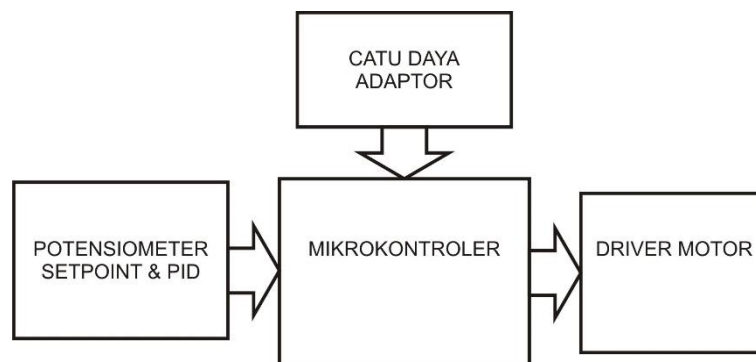 CATU DAYA
ADAPTOR
POTENSIOMETER
SETPOINT & PID
MIKROKONTROLER
DRIVER MOTOR